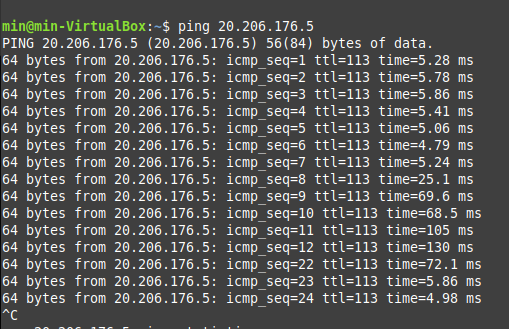 min@min-VirtualBox:~$ ping 20.206.176.5
PING 20.206.176.5 (20.206.176.5) 56(84) bytes of data.
64 bytes from 20.206.176.5: icmp_seq=1 ttl=113 time=5.28 ms
64 bytes from 20.206.176.5: icmp_seq=2 ttl=113 time=5.78 ms
64 bytes from 20.206.176.5: icmp_seq=3 ttl=113 time=5.86 ms
64 bytes from 20.206.176.5: icmp_seq=4 ttl=113 time=5.41 ms
64 bytes from 20.206.176.5: icmp_seq=5 ttl=113 time=5.06 ms
64 bytes from 20.206.176.5: icmp_seq=6 ttl=113 time=4.79 ms
64 bytes from 20.206.176.5: icmp_seq=7 ttl=113 time=5.24 ms
64 bytes from 20.206.176.5: icmp_seq=8 ttl=113 time=25.1 ms
64 bytes from 20.206.176.5: icmp_seq=9 ttl=113 time=69.6 ms
64 bytes from 20.206.176.5: icmp_seq=10 ttl=113 time=68.5 ms
64 bytes from 20.206.176.5: icmp_seq=11 ttl=113 time=105 ms
64 bytes from 20.206.176.5: icmp_seq=12 ttl=113 time=130 ms
64 bytes from 20.206.176.5: icmp_seq=22 ttl=113 time=72.1 ms
64 bytes from 20.206.176.5: icmp_seq=23 ttl=113 time=5.86 ms
64 bytes from 20.206.176.5: icmp_seq=24 ttl=113 time=4.98 ms
^C
20.206.176.5